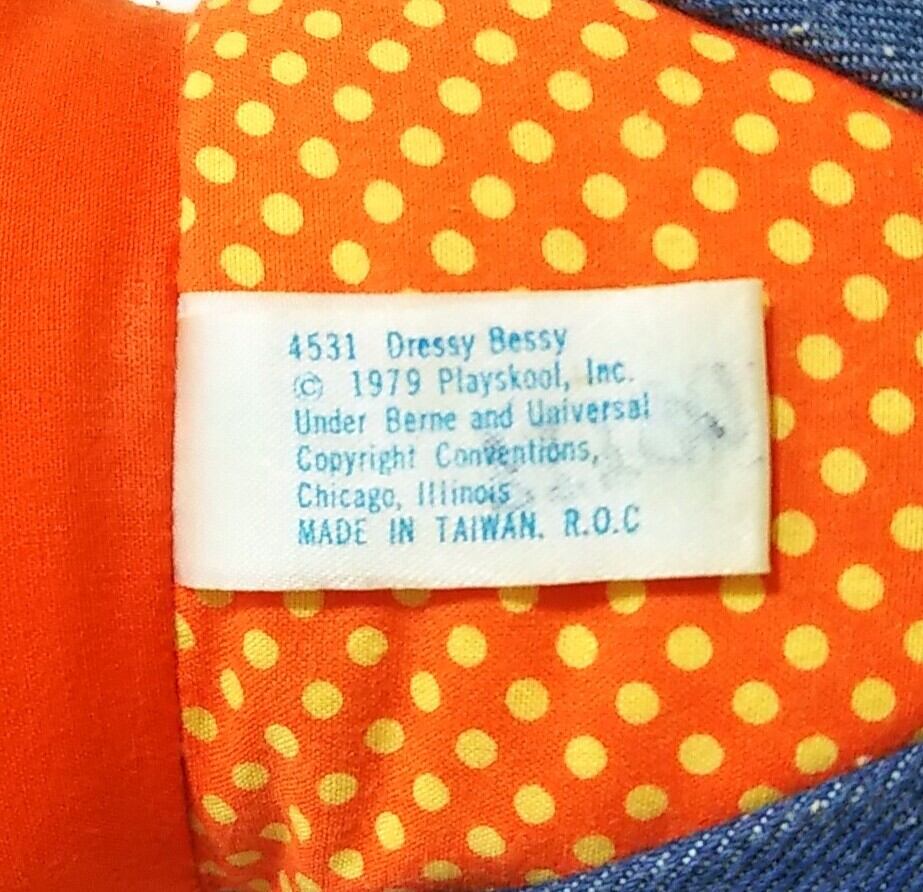 4531 Dressy Bessy
© 1979 Playskool, Inc.
Under Berne and Universal
Copyright Conventions,
Chicago, Illinois
MADE IN TAIWAN. R.O.C